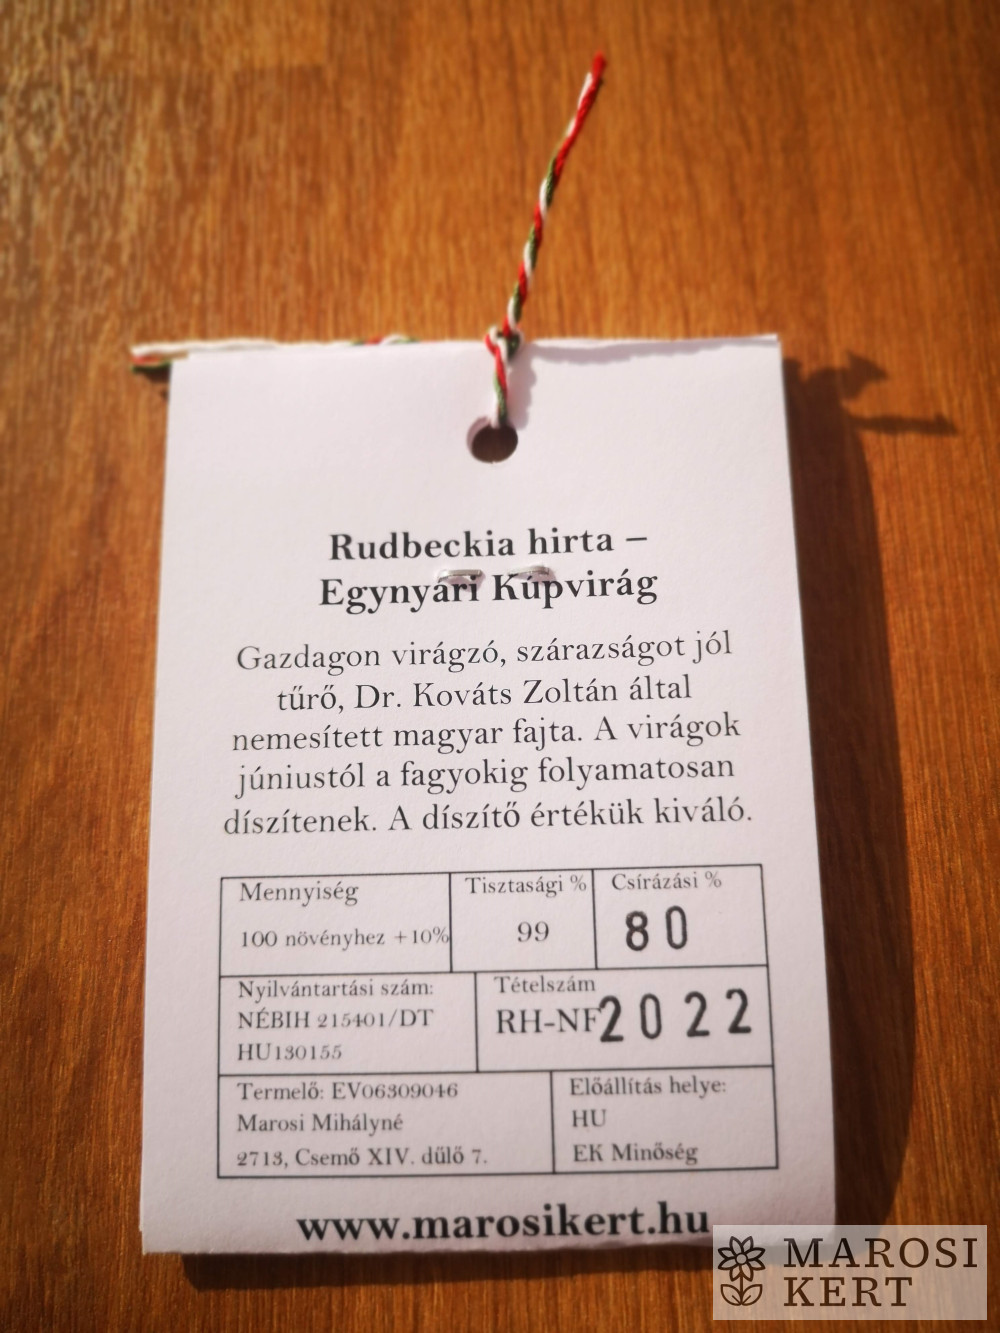 Rudbeckia hirta –
Egynyári Kúpvirág
Gazdagon virágzó, szárazságot jól
tűrő, Dr. Kováts Zoltán által
nemesített magyar fajta. A virágok
júniustól a fagyokig folyamatosan
díszítenek. A díszítő értékük kiváló.
Mennyiség
100 növényhez +10%
Tisztasági %
99
Csírázási %
80
Nyilvántartási szám:
NÉBIH 215401/DT
HU130155
Tételszám
RH-NF2022
Termelő: EV06309046
Marosi Mihályné
2713, Csemő XIV. dűlő 7.
Előállítás helye:
HU
EK Minőség
www.marosikert.hu
MAROSI
KERT